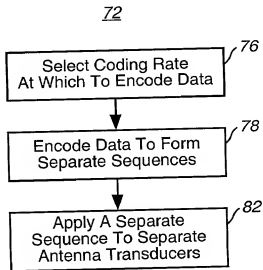 72
Select Coding Rate
At Which To Encode Data
76
Encode Data To Form
Separate Sequences
78
Apply A Separate
Sequence To Separate
Antenna Transducers
82